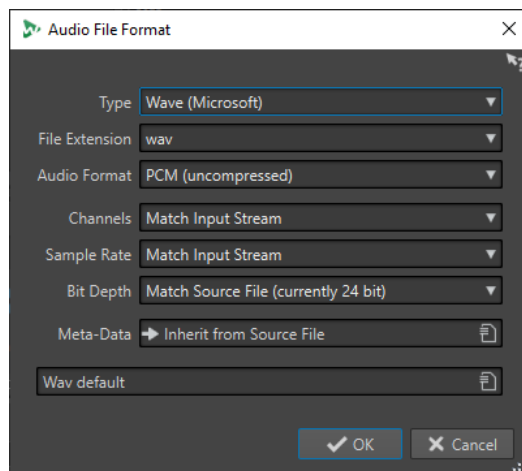 Audio File Format
Type Wave (Microsoft)
File Extension wav
Audio Format PCM (uncompressed)
Channels Match Input Stream
Sample Rate Match Input Stream
Bit Depth Match Source File (currently 24 bit)
Meta-Data Inherit from Source File
Wav default
OK Cancel